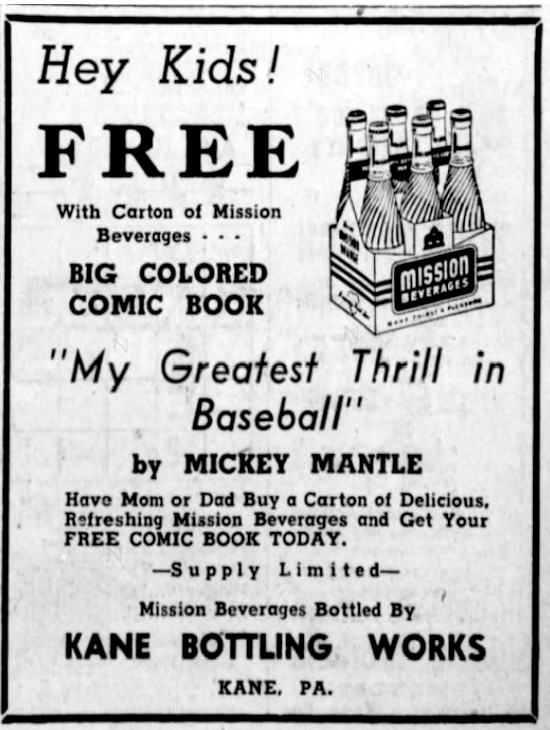 Hey Kids!
FREE
With Carton of Mission
Beverages . . .
BIG COLORED
COMIC BOOK
mission
BEVERAGES
"My Greatest Thrill in
Baseball"
by MICKEY MANTLE
Have Mom or Dad Buy a Carton of Delicious,
Refreshing Mission Beverages and Get Your
FREE COMIC BOOK TODAY.
—Supply Limited—
Mission Beverages Bottled By
KANE BOTTLING WORKS
KANE, PA.